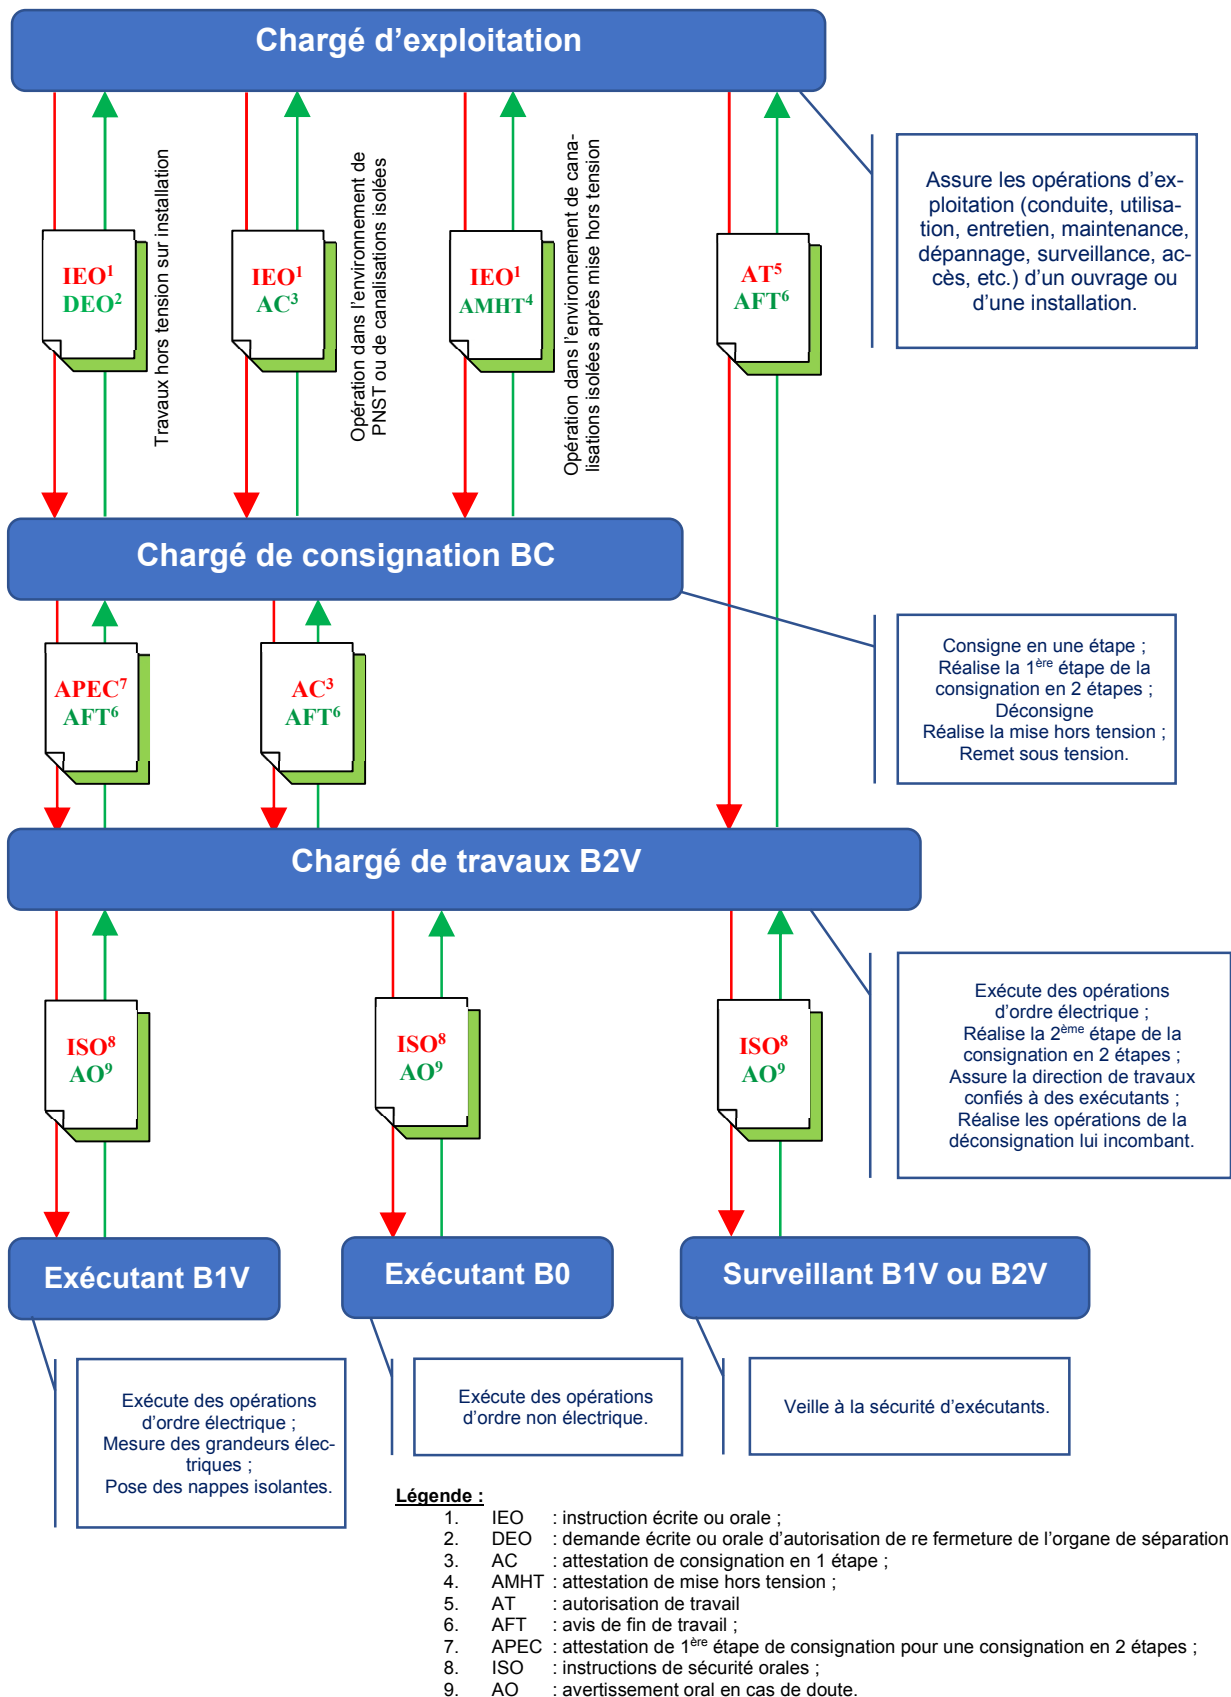 Chargé d’exploitation
IEO¹
DEO²
Travaux hors tension sur installation
IEO¹
AC³
Opération dans l’environnement de
PNST ou de canalisations isolées
IEO¹
AMHT⁴
Opération dans l’environnement de cana-
lisations isolées après mise hors tension
AT⁵
AFT⁶
Assure les opérations d’ex-
ploitation (conduite, utilisa-
tion, entretien, maintenance,
dépannage, surveillance, ac-
cès, etc.) d’un ouvrage ou
d’une installation.
Chargé de consignation BC
APEC⁷
AFT⁶
AC³
AFT⁶
Consigne en une étape ;
Réalise la 1ère étape de la
consignation en 2 étapes ;
Déconsigne
Réalise la mise hors tension ;
Remet sous tension.
Chargé de travaux B2V
ISO⁸
AO⁹
ISO⁸
AO⁹
ISO⁸
AO⁹
Exécute des opérations
d’ordre électrique ;
Réalise la 2ème étape de la
consignation en 2 étapes ;
Assure la direction de travaux
confiés à des exécutants ;
Réalise les opérations de la
déconsignation lui incombant.
Exécutant B1V
Exécutant B0
Surveillant B1V ou B2V
Exécute des opérations
d’ordre électrique ;
Mesure des grandeurs élec-
triques ;
Pose des nappes isolantes.
Exécute des opérations
d’ordre non électrique.
Veille à la sécurité d’exécutants.
Légende :
1. IEO : instruction écrite ou orale ;
2. DEO : demande écrite ou orale d’autorisation de re fermeture de l’organe de séparation
3. AC : attestation de consignation en 1 étape ;
4. AMHT : attestation de mise hors tension ;
5. AT : autorisation de travail
6. AFT : avis de fin de travail ;
7. APEC : attestation de 1ère étape de consignation pour une consignation en 2 étapes ;
8. ISO : instructions de sécurité orales ;
9. AO : avertissement oral en cas de doute.